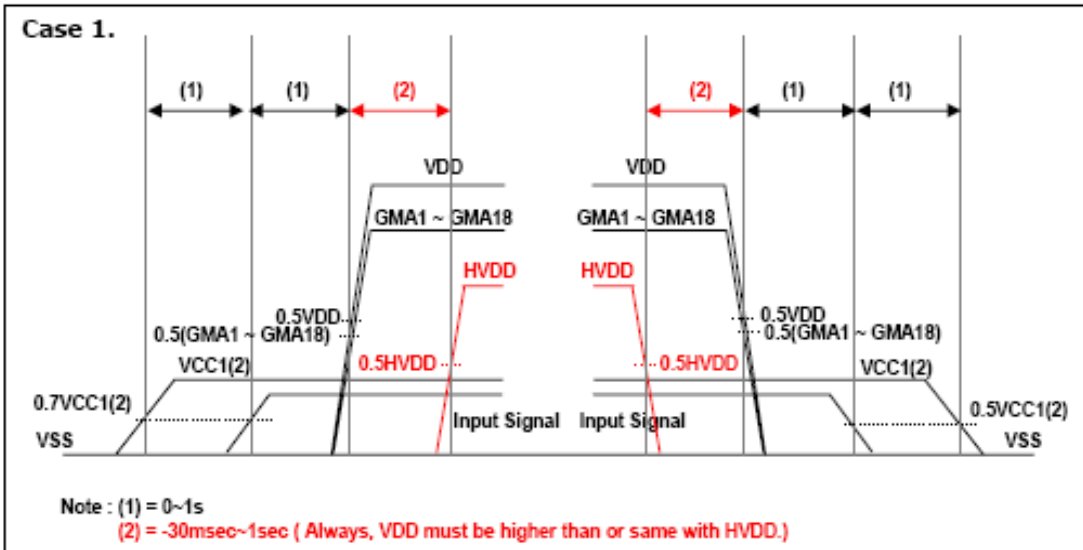 Case 1.
(1) (1) (2) (2) (1) (1)
VDD VDD
GMA1 ~ GMA18 GMA1 ~ GMA18
HVDD HVDD
0.5VDD 0.5VDD
0.5(GMA1 ~ GMA18) 0.5(GMA1 ~ GMA18)
VCC1(2) 0.5HVDD 0.5HVDD VCC1(2)
0.7VCC1(2) Input Signal Input Signal 0.5VCC1(2)
VSS VSS
Note : (1) = 0~1s
(2) = -30msec~1sec ( Always, VDD must be higher than or same with HVDD.)